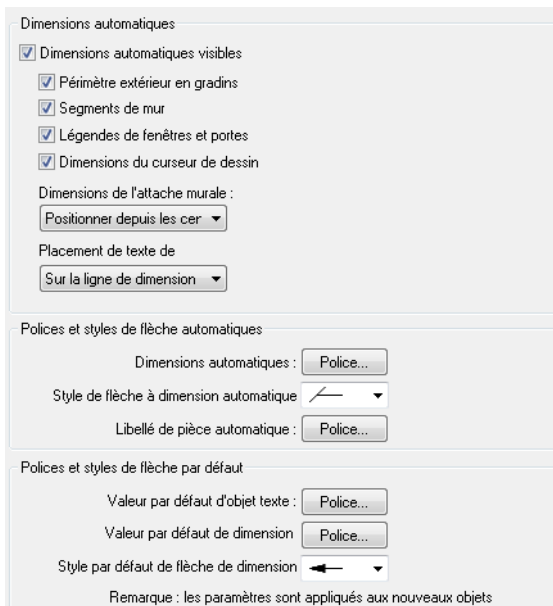 Dimensions automatiques
Dimensions automatiques visibles
Périmètre extérieur en gradins
Segments de mur
Légendes de fenêtres et portes
Dimensions du curseur de dessin
Dimensions de l'attache murale :
Positionner depuis les cer
Placement de texte de
Sur la ligne de dimension
Polices et styles de flèche automatiques
Dimensions automatiques : Police...
Style de flèche à dimension automatique
Libellé de pièce automatique : Police...
Polices et styles de flèche par défaut
Valeur par défaut d'objet texte : Police...
Valeur par défaut de dimension Police...
Style par défaut de flèche de dimension
Remarque : les paramètres sont appliqués aux nouveaux objets